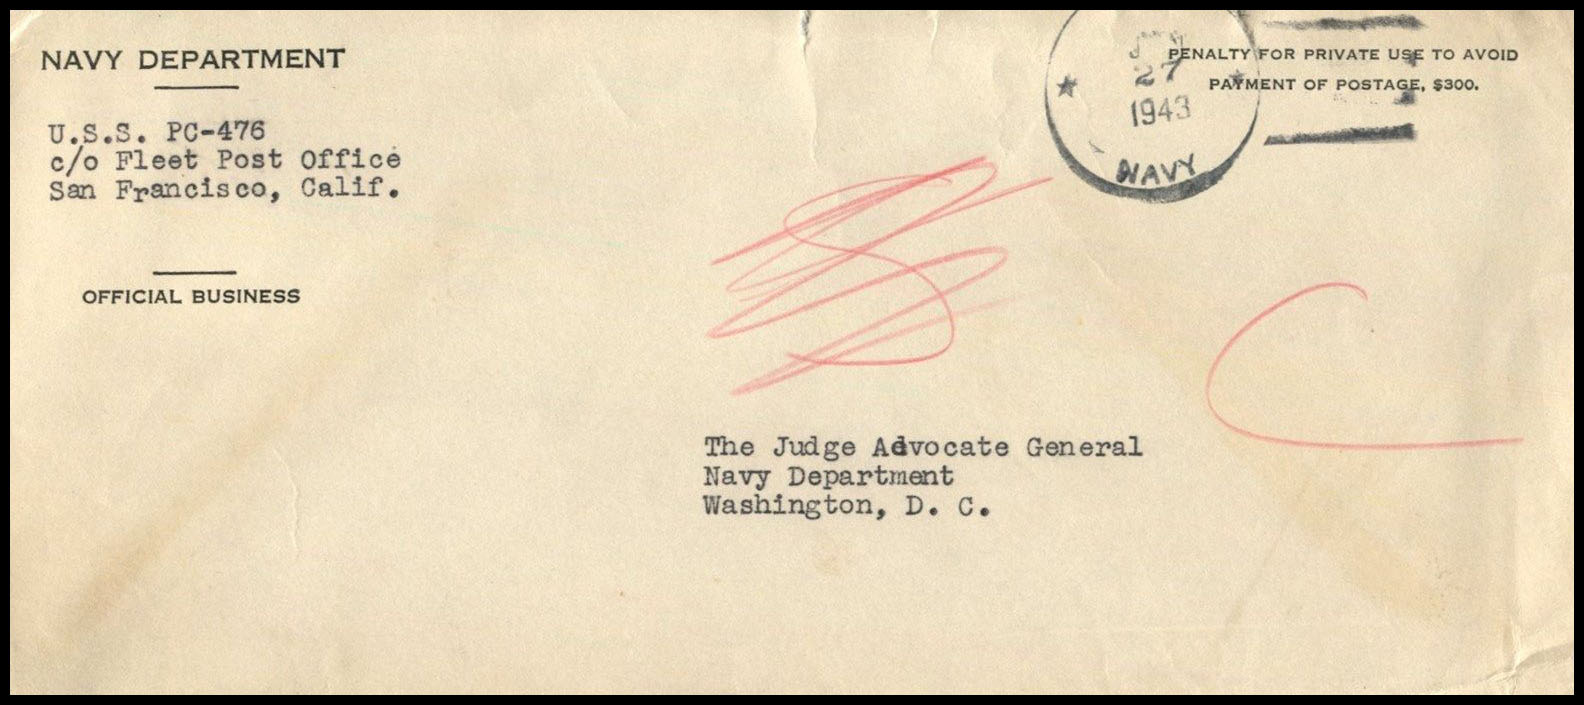 NAVY DEPARTMENT
U.S.S. PC-476
c/o Fleet Post Office
San Francisco, Calif.
OFFICIAL BUSINESS
27
1943
NAVY
PENALTY FOR PRIVATE USE TO AVOID
PAYMENT OF POSTAGE, $300.
C
The Judge Advocate General
Navy Department
Washington, D. C.